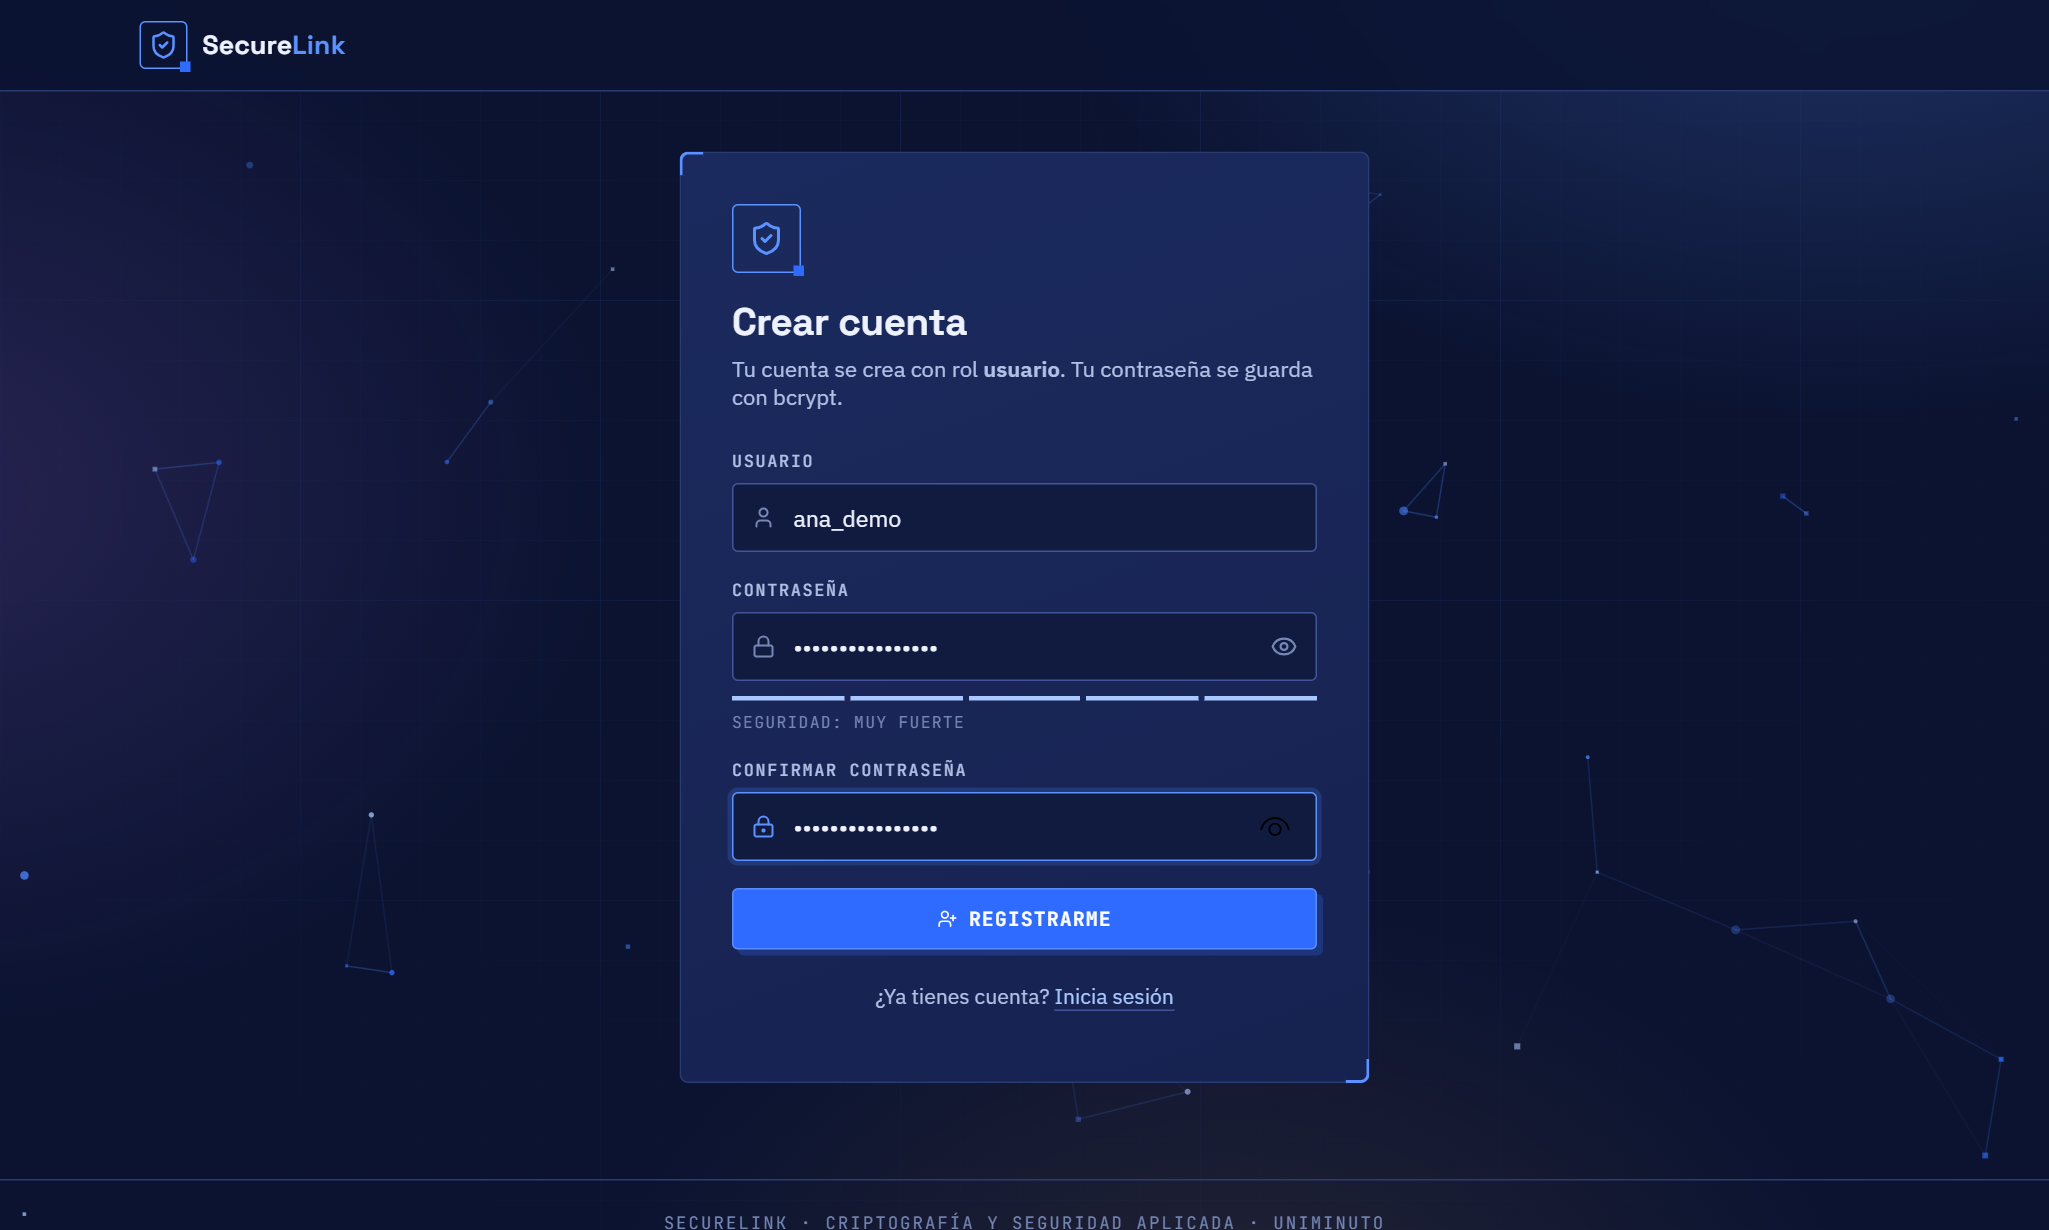 SecureLink
Crear cuenta
Tu cuenta se crea con rol usuario. Tu contraseña se guarda
con bcrypt.
USUARIO
ana_demo
CONTRASEÑA
••••••••••••••••
SEGURIDAD: MUY FUERTE
CONFIRMAR CONTRASEÑA
••••••••••••••••
REGISTRARME
¿Ya tienes cuenta? Inicia sesión
SECURELINK · CRIPTOGRAFÍA Y SEGURIDAD APLICADA · UNIMINUTO